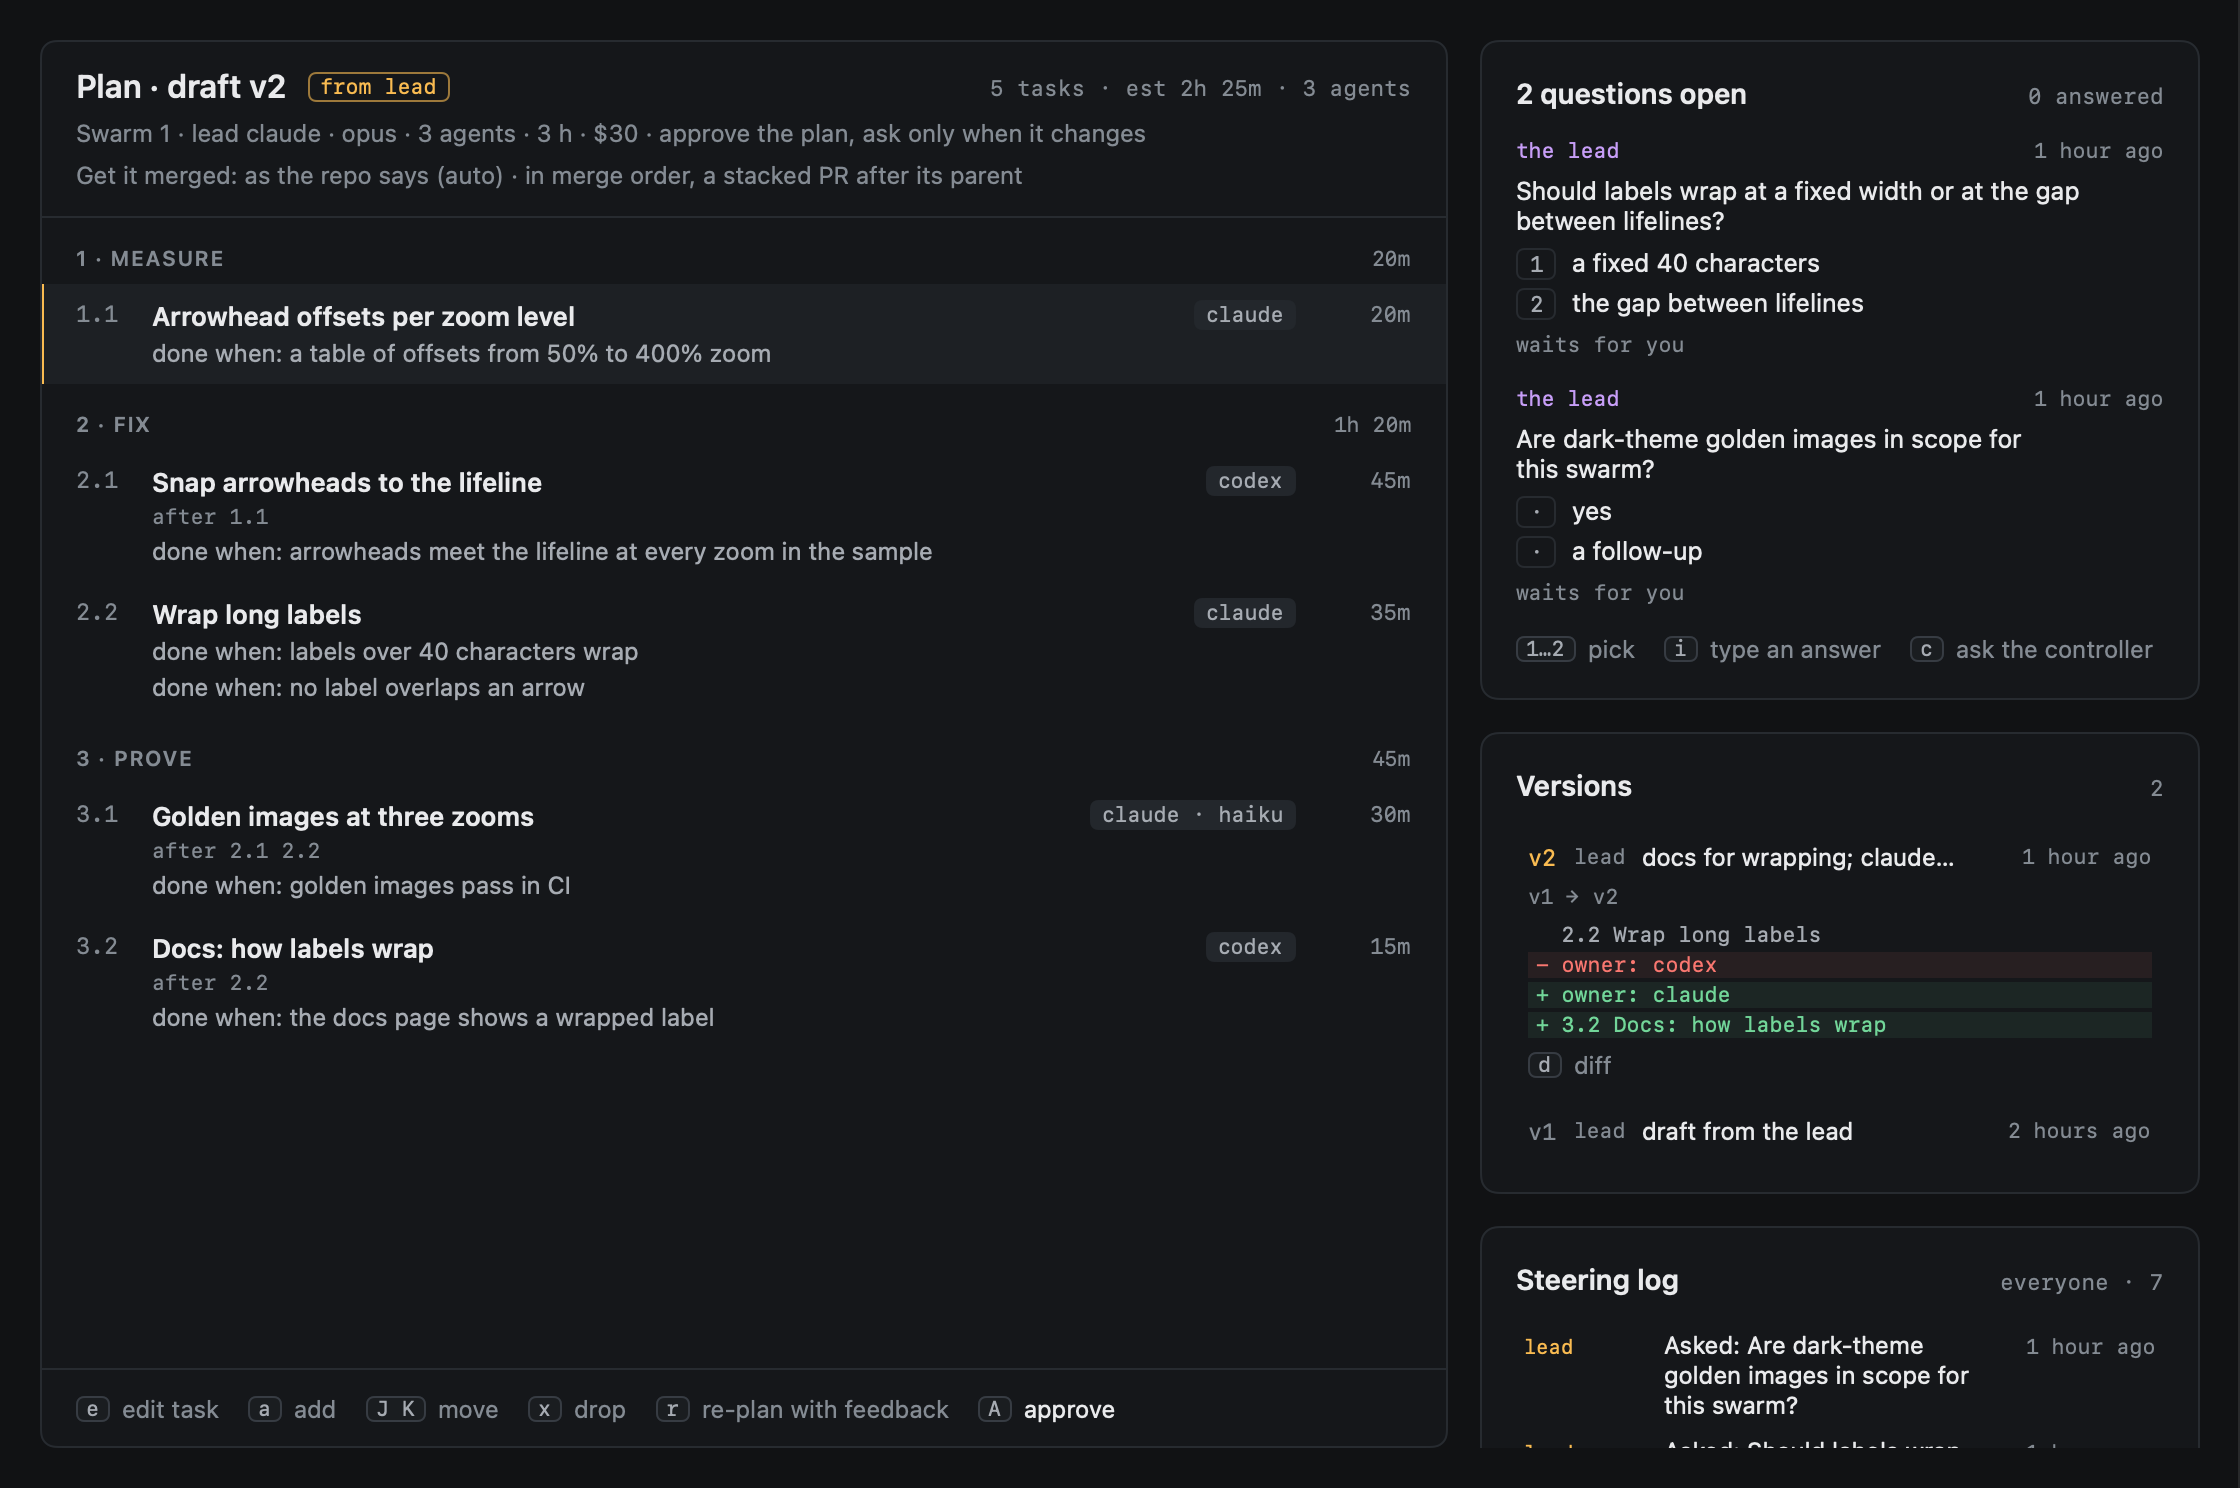 Plan · draft v2 from lead 5 tasks · est 2h 25m · 3 agents
Swarm 1 · lead claude · opus · 3 agents · 3 h · $30 · approve the plan, ask only when it changes
Get it merged: as the repo says (auto) · in merge order, a stacked PR after its parent
1 · MEASURE 20m
1.1 Arrowhead offsets per zoom level claude 20m
done when: a table of offsets from 50% to 400% zoom
2 · FIX 1h 20m
2.1 Snap arrowheads to the lifeline codex 45m
after 1.1
done when: arrowheads meet the lifeline at every zoom in the sample
2.2 Wrap long labels claude 35m
done when: labels over 40 characters wrap
done when: no label overlaps an arrow
3 · PROVE 45m
3.1 Golden images at three zooms claude · haiku 30m
after 2.1 2.2
done when: golden images pass in CI
3.2 Docs: how labels wrap codex 15m
after 2.2
done when: the docs page shows a wrapped label
e edit task a add J K move x drop r re-plan with feedback A approve
2 questions open 0 answered
the lead 1 hour ago
Should labels wrap at a fixed width or at the gap
between lifelines?
1 a fixed 40 characters
2 the gap between lifelines
waits for you
the lead 1 hour ago
Are dark-theme golden images in scope for
this swarm?
· yes
· a follow-up
waits for you
1…2 pick i type an answer c ask the controller
Versions 2
v2 lead docs for wrapping; claude… 1 hour ago
v1 → v2
2.2 Wrap long labels
− owner: codex
+ owner: claude
+ 3.2 Docs: how labels wrap
d diff
v1 lead draft from the lead 2 hours ago
Steering log everyone · 7
lead Asked: Are dark-theme 1 hour ago
golden images in scope for
this swarm?